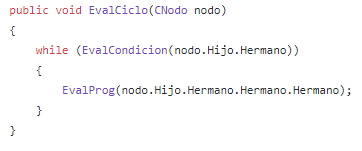 public void EvalCiclo(CNodo nodo)
{
while (EvalCondicion(nodo.Hijo.Hermano))
{
EvalProg(nodo.Hijo.Hermano.Hermano.Hermano);
}
}